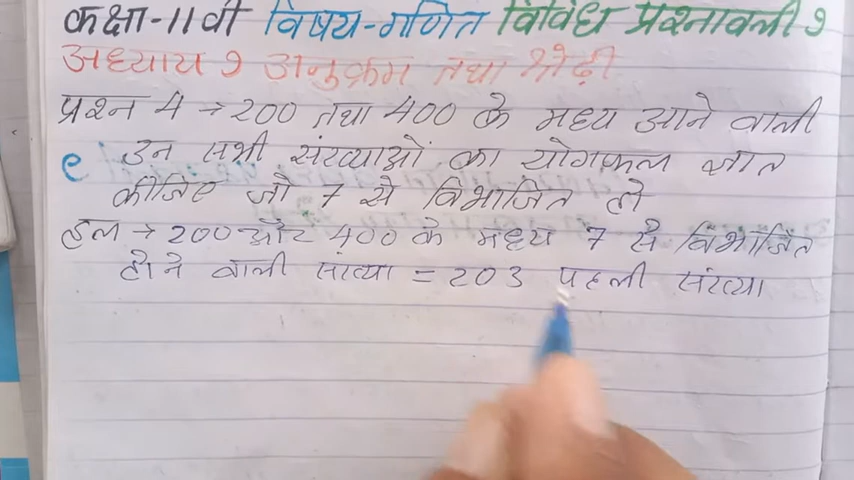 कक्षा-11वी विषय-गणित विविध प्रश्नावली 9
अध्याय 9 अनुक्रम तथा श्रेढ़ी
प्रश्न 4 → 200 तथा 400 के मध्य आने वाली
उन सभी संख्याओं का योगफल ज्ञात
कीजिए जो 7 से विभाजित हो
हल → 200 और 400 के मध्य 7 से विभाजित
होने वाली संख्या = 203 पहली संख्या